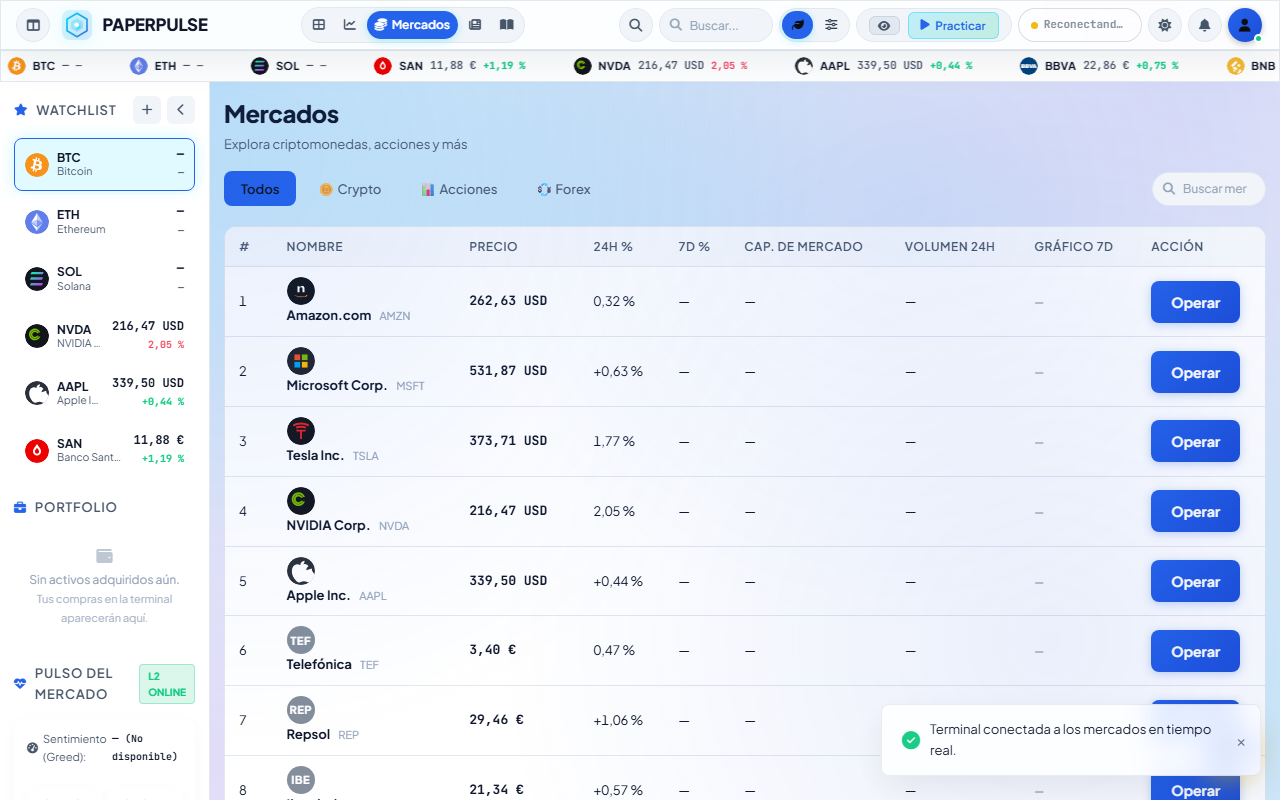 PAPERPULSE
Mercados
Buscar...
Practicar
Reconectand…
BTC — —
ETH — —
SOL — —
SAN 11,88 € +1,19 %
NVDA 216,47 USD 2,05 %
AAPL 339,50 USD +0,44 %
BBVA 22,86 € +0,75 %
BNB
WATCHLIST
BTC —
Bitcoin —
ETH —
Ethereum —
SOL —
Solana —
NVDA 216,47 USD
NVIDIA ... 2,05 %
AAPL 339,50 USD
Apple I... +0,44 %
SAN 11,88 €
Banco Sant... +1,19 %
PORTFOLIO
Sin activos adquiridos aún.
Tus compras en la terminal
aparecerán aquí.
PULSO DEL
MERCADO
L2
ONLINE
Sentimiento — (No
(Greed): disponible)
Mercados
Explora criptomonedas, acciones y más
Todos Crypto Acciones Forex
Buscar mer
# NOMBRE PRECIO 24H % 7D % CAP. DE MERCADO VOLUMEN 24H GRÁFICO 7D ACCIÓN
1 Amazon.com AMZN 262,63 USD 0,32 % — — — — Operar
2 Microsoft Corp. MSFT 531,87 USD +0,63 % — — — — Operar
3 Tesla Inc. TSLA 373,71 USD 1,77 % — — — — Operar
4 NVIDIA Corp. NVDA 216,47 USD 2,05 % — — — — Operar
5 Apple Inc. AAPL 339,50 USD +0,44 % — — — — Operar
6 TEF Telefónica TEF 3,40 € 0,47 % — — — — Operar
7 REP Repsol REP 29,46 € +1,06 % — —
8 IBE 21,34 € +0,57 % — — Operar
Terminal conectada a los mercados en tiempo
real.
×